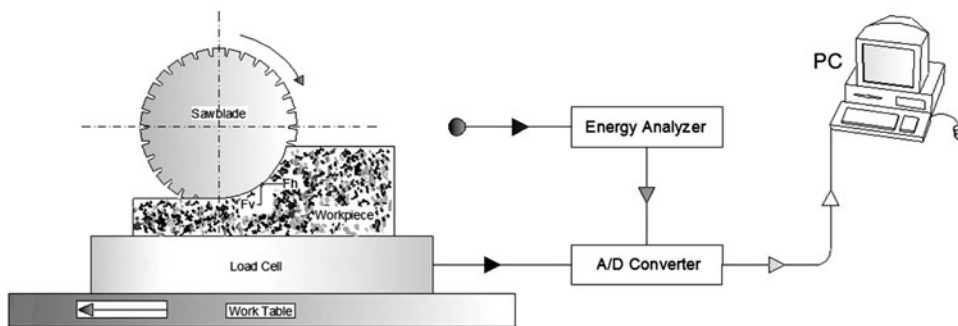 PC
Sawblade
Energy Analyzer
Fh
Fv
Workpiece
Load Cell
A/D Converter
Work Table